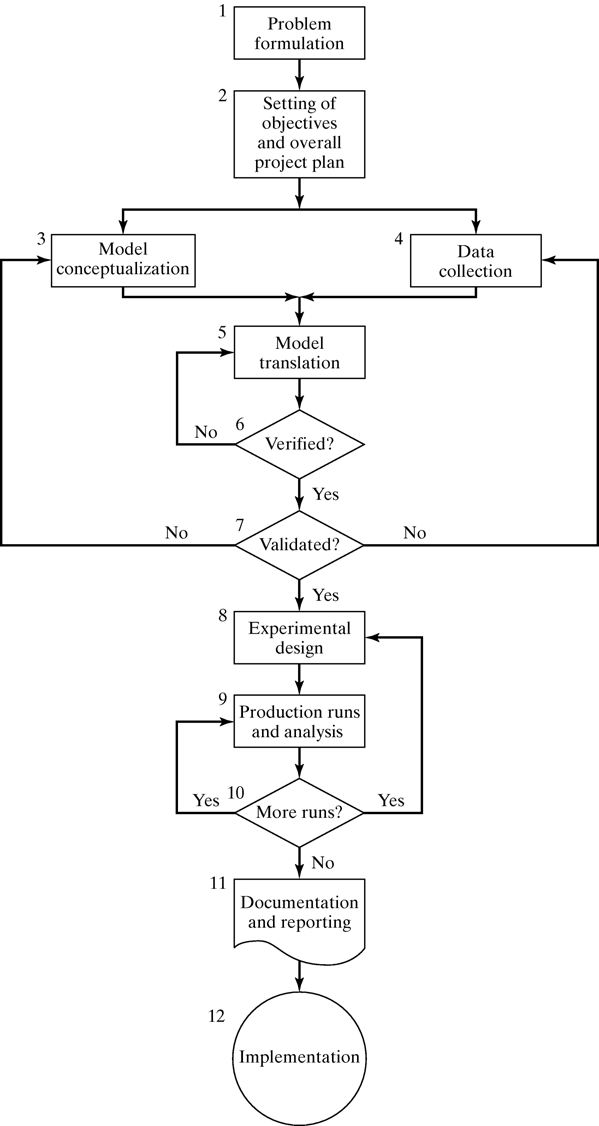 1
Problem
formulation
2
Setting of
objectives
and overall
project plan
3
Model
conceptualization
4
Data
collection
5
Model
translation
6
Verified?
No
Yes
7
Validated?
No
No
Yes
8
Experimental
design
9
Production runs
and analysis
10
More runs?
Yes
Yes
No
11
Documentation
and reporting
12
Implementation